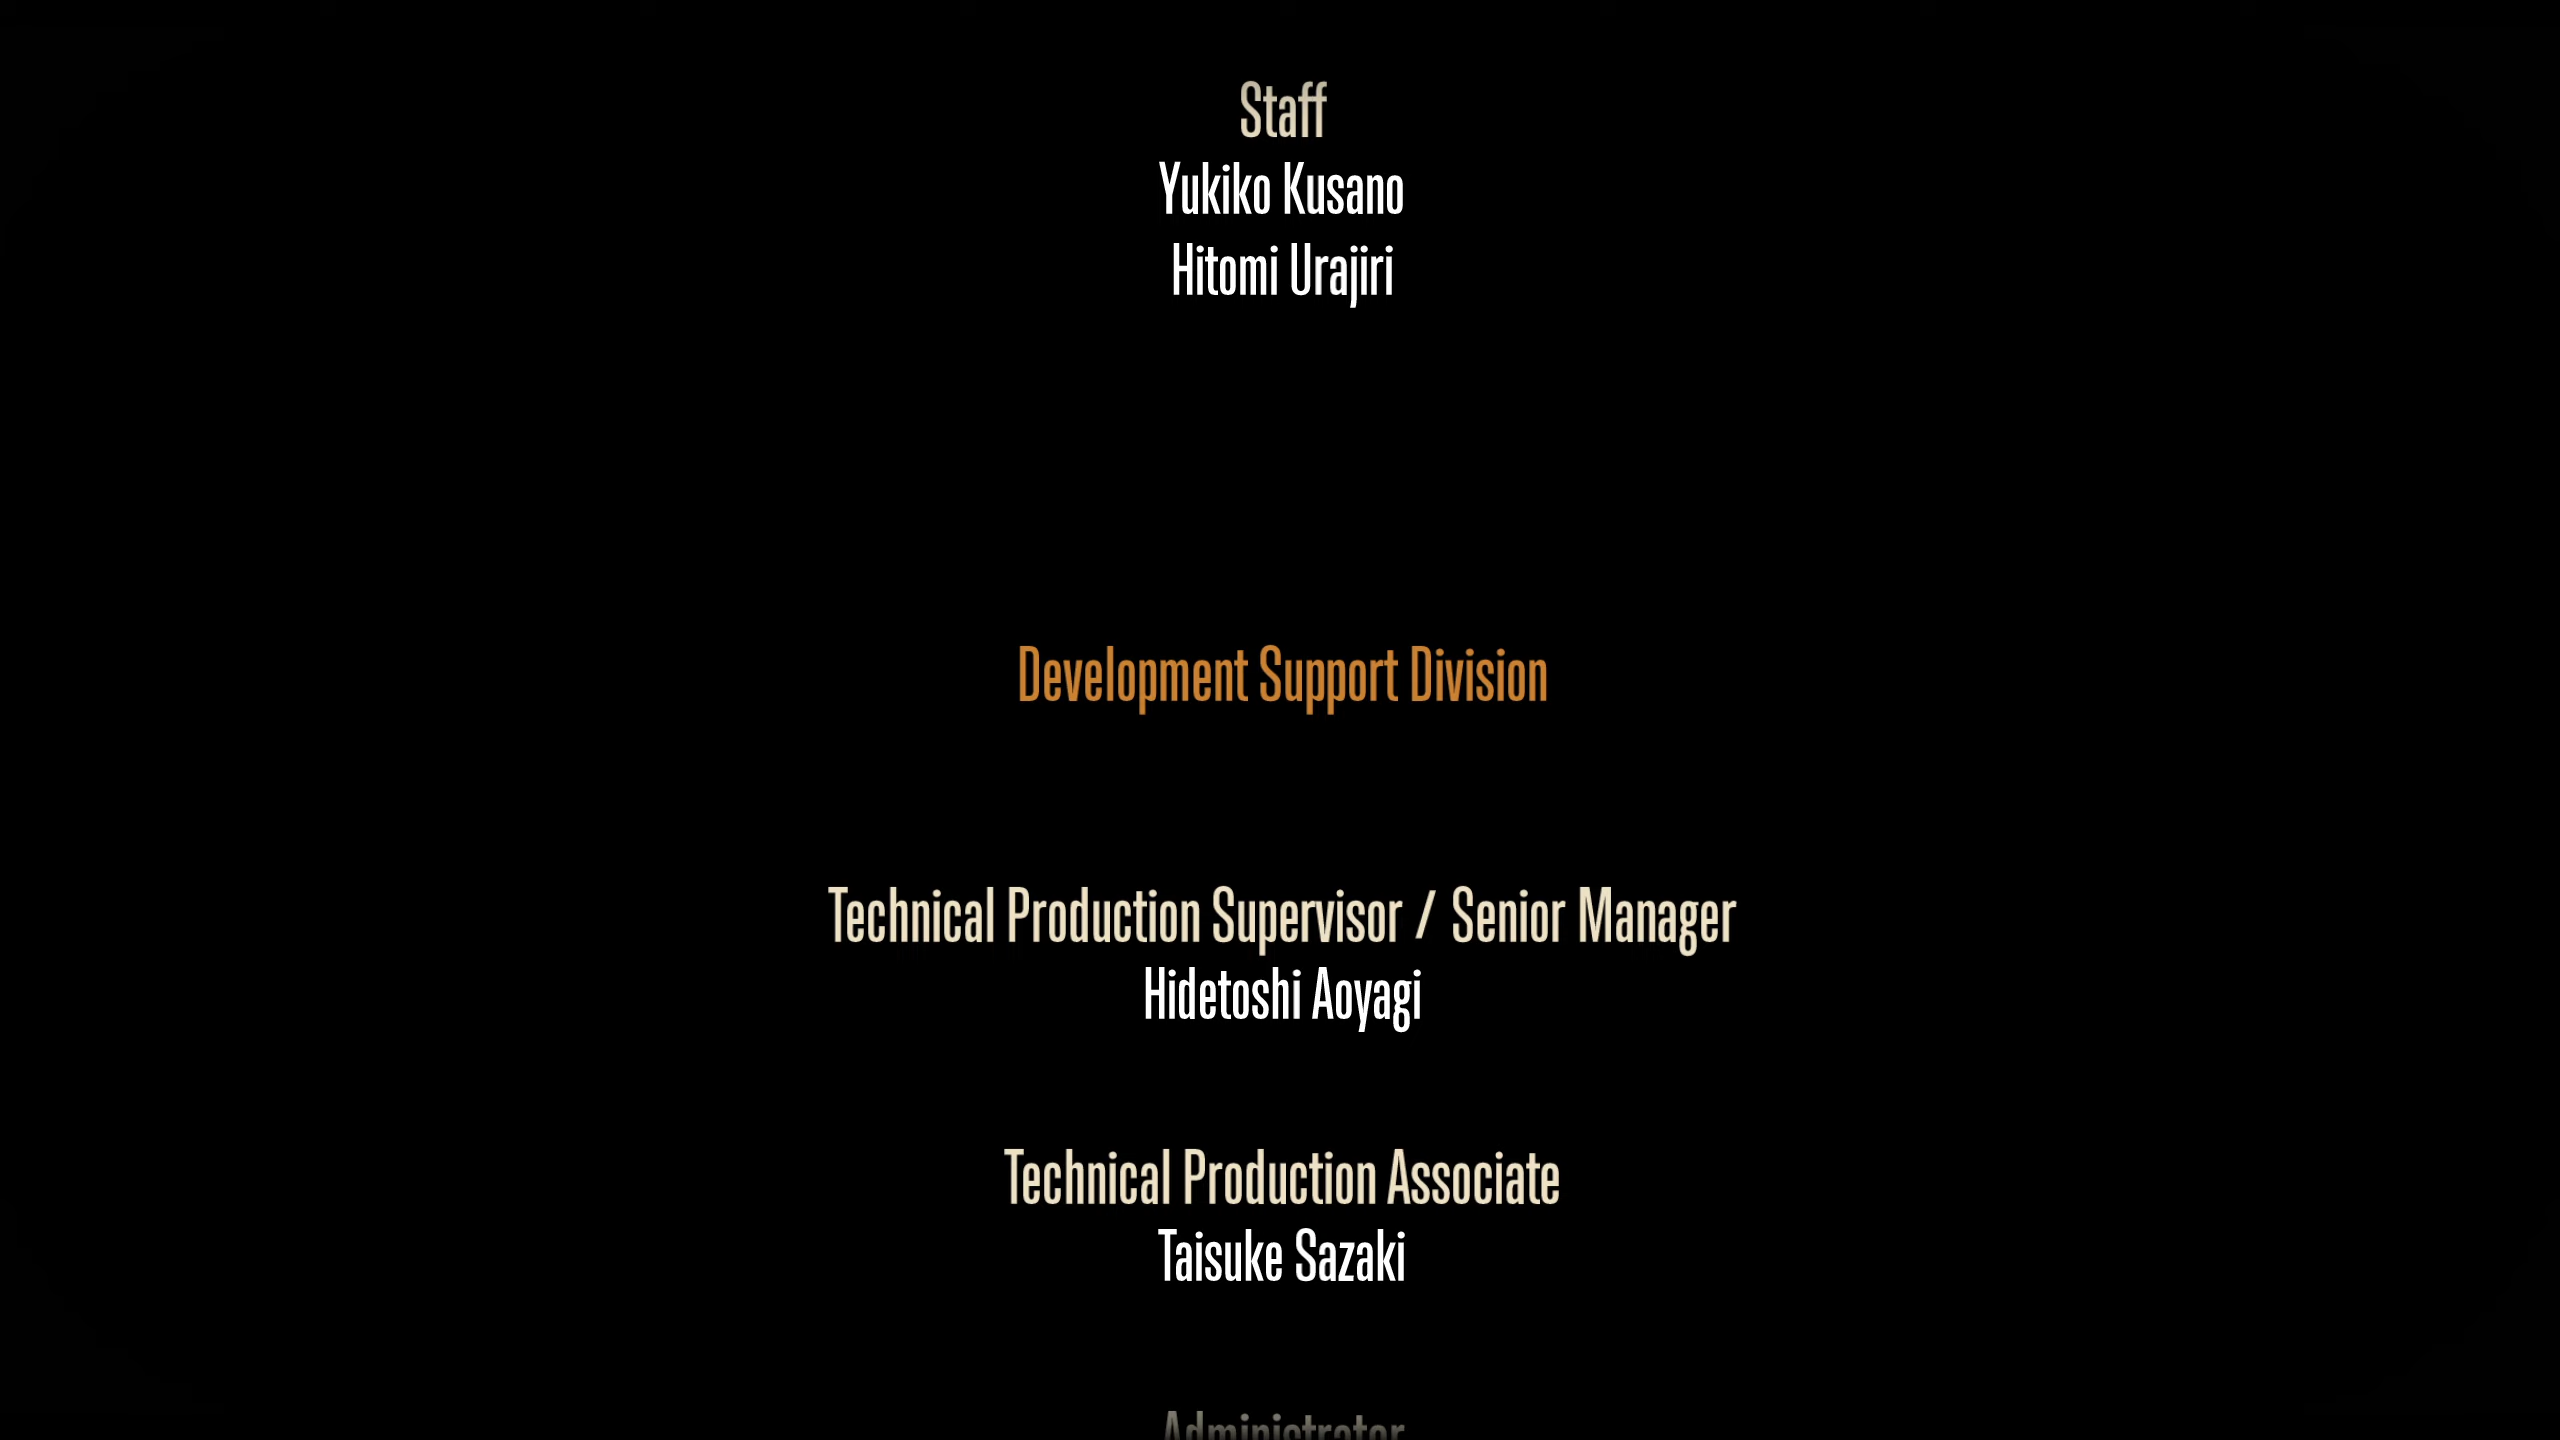 Staff
Yukiko Kusano
Hitomi Urajiri
Development Support Division
Technical Production Supervisor / Senior Manager
Hidetoshi Aoyagi
Technical Production Associate
Taisuke Sazaki
Administrator